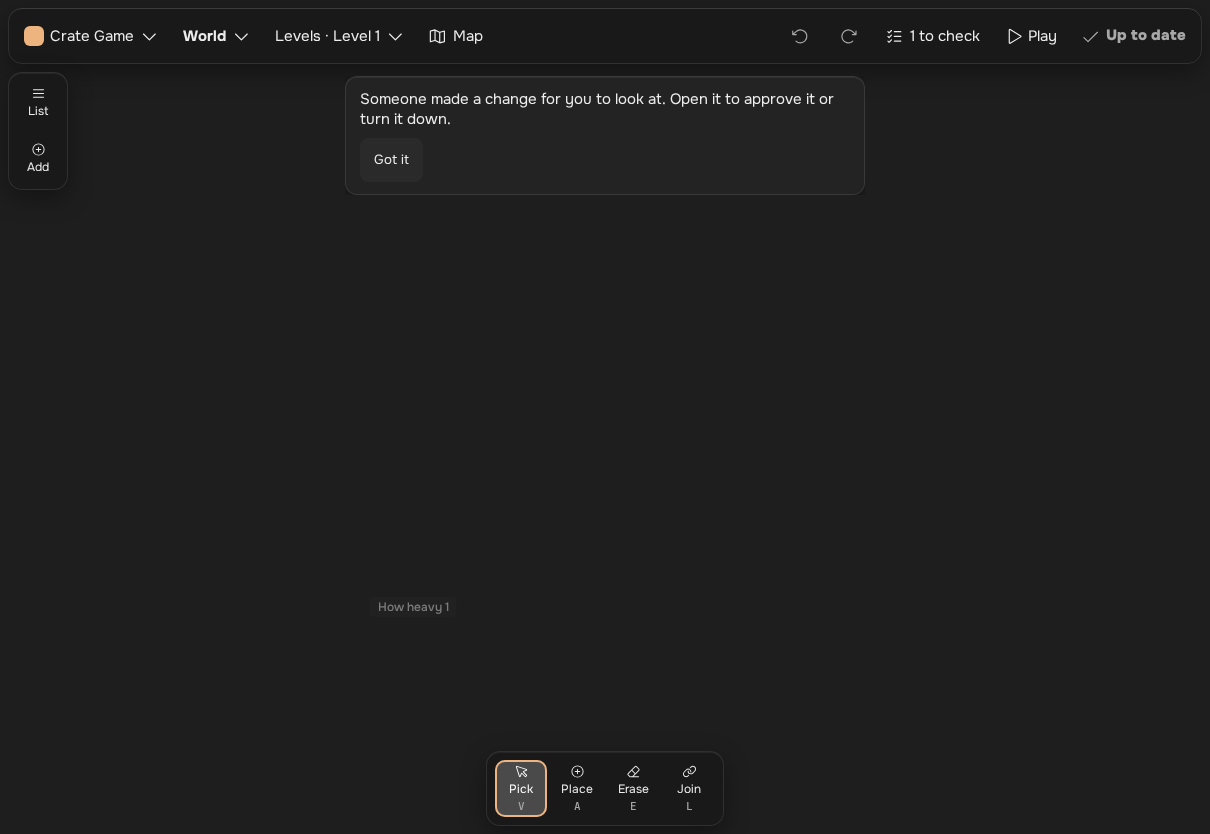 Crate Game
World
Levels · Level 1
Map
1 to check
Play
Up to date
List
Add
Someone made a change for you to look at. Open it to approve it or
turn it down.
Got it
How heavy 1
Pick
Place
Erase
Join
V
A
E
L